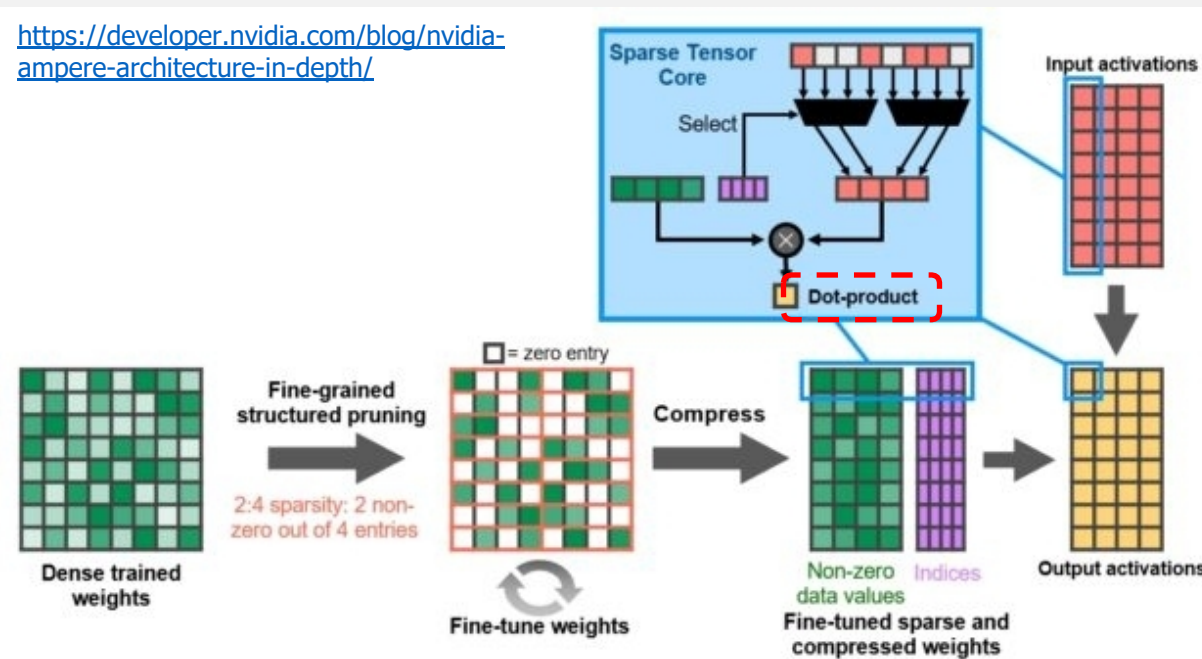 https://developer.nvidia.com/blog/nvidia-
ampere-architecture-in-depth/
Sparse Tensor
Core
Select
Dot-product
Input activations
= zero entry
Fine-grained
structured pruning
2:4 sparsity: 2 non-
zero out of 4 entries
Compress
Dense trained
weights
Fine-tune weights
Non-zero
data values
Indices
Fine-tuned sparse and
compressed weights
Output activations